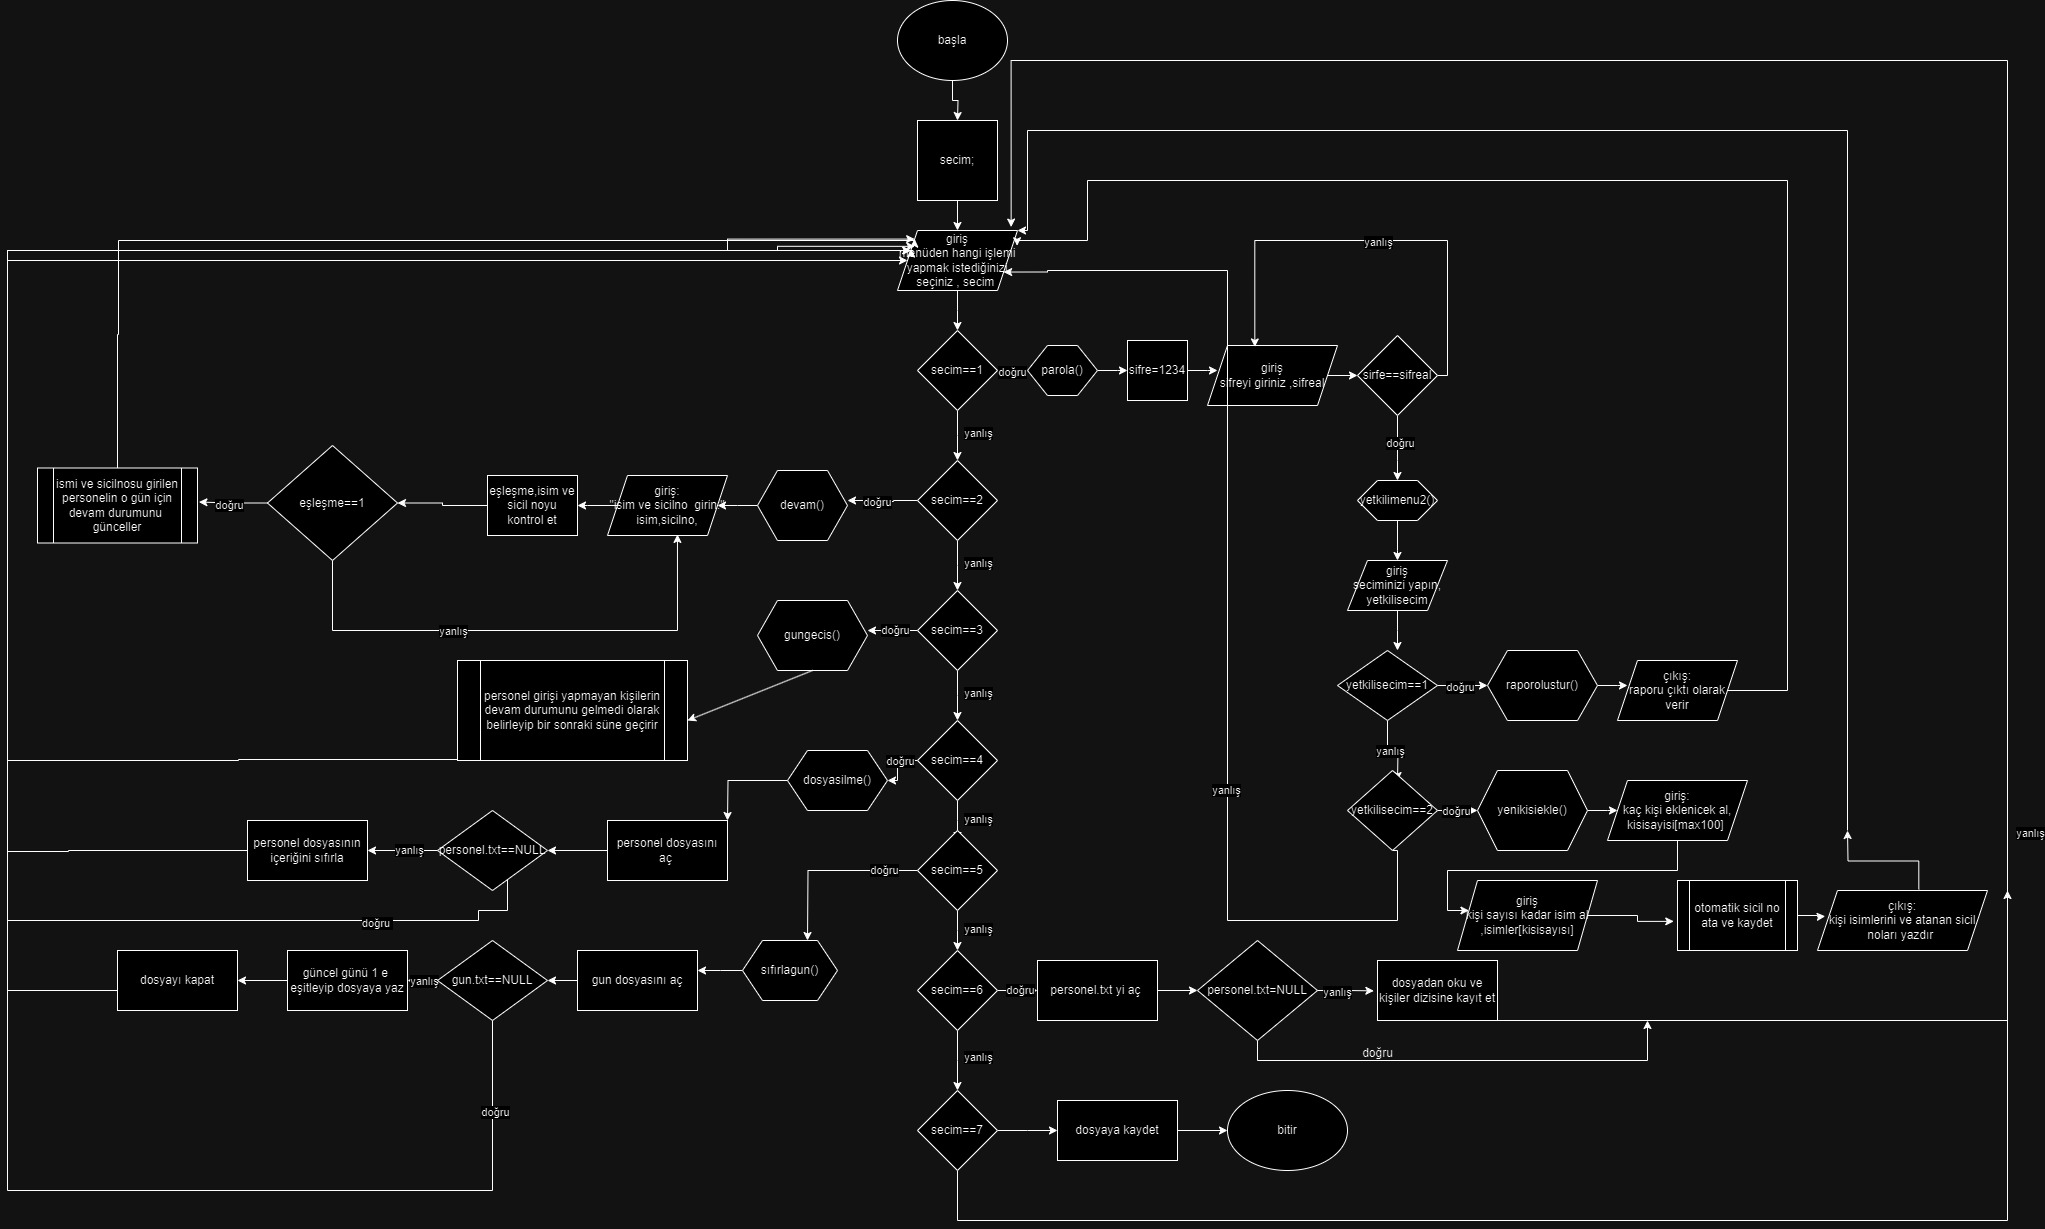 başla
secim;
giriş
menüden hangi işlemi
yapmak istediğinizi
seçiniz , secim
yanlış
secim==1
doğru
parola()
sifre=1234
giriş
sifreyi giriniz ,sifreal
sirfe==sifreal
yanlış
doğru
ismi ve sicilnosu girilen
personelin o gün için
devam durumunu
günceller
doğru
eşleşme==1
eşleşme,isim ve
sicil noyu
kontrol et
giriş:
"isim ve sicilno girin"
isim,sicilno,
devam()
doğru
secim==2
yetkilimenu2()
yanlış
giriş
seciminizi yapın,
yetkilisecim
yanlış
gungecis()
doğru
secim==3
personel girişi yapmayan kişilerin
devam durumunu gelmedi olarak
belirleyip bir sonraki süne geçirir
yanlış
yetkilisecim==1
doğru
raporolustur()
çıkış:
raporu çıktı olarak
verir
yanlış
dosyasilme()
doğru
secim==4
yanlış
yetkilisecim==2
doğru
yenikisiekle()
giriş:
kaç kişi eklenicek al,
kisisayisi[max100]
yanlış
yanlış
personel dosyasının
içeriğini sıfırla
yanlış
personel.txt==NULL
personel dosyasını
aç
doğru
secim==5
doğru
yanlış
giriş
kişi sayısı kadar isim al
,isimler[kisisayısı]
otomatik sicil no
ata ve kaydet
çıkış:
kişi isimlerini ve atanan sicil
noları yazdır
dosyayı kapat
güncel günü 1 e
eşitleyip dosyaya yaz
yanlış
gun.txt==NULL
gun dosyasını aç
sıfırlagun()
secim==6
doğru
personel.txt yi aç
personel.txt=NULL
yanlış
dosyadan oku ve
kişiler dizisine kayıt et
yanlış
doğru
doğru
secim==7
dosyaya kaydet
bitir